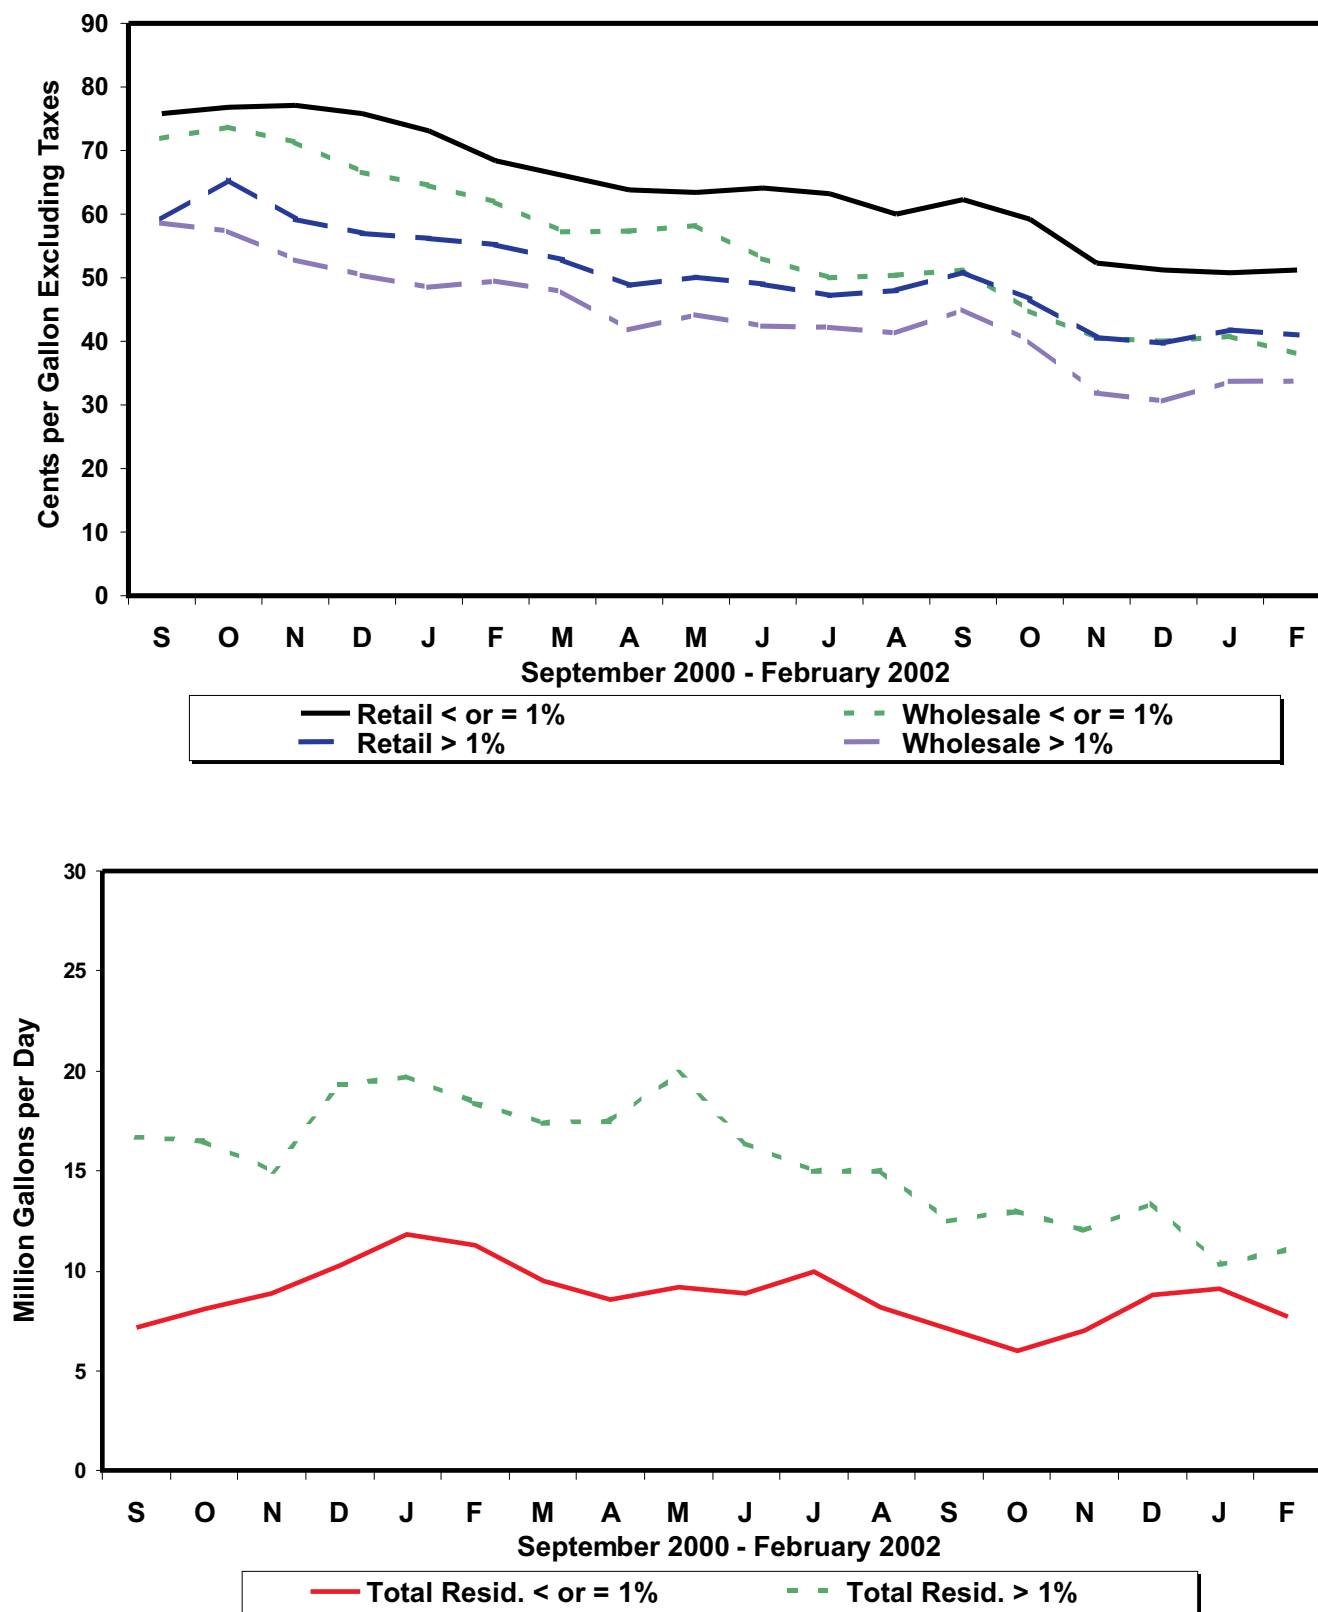 90
80
70
60
50
40
30
20
10
0
Cents per Gallon Excluding Taxes
S O N D J F M A M J J A S O N D J F
September 2000 - February 2002
Retail < or = 1% Wholesale < or = 1%
Retail > 1% Wholesale > 1%
30
25
20
15
10
5
0
Million Gallons per Day
S O N D J F M A M J J A S O N D J F
September 2000 - February 2002
Total Resid. < or = 1% Total Resid. > 1%